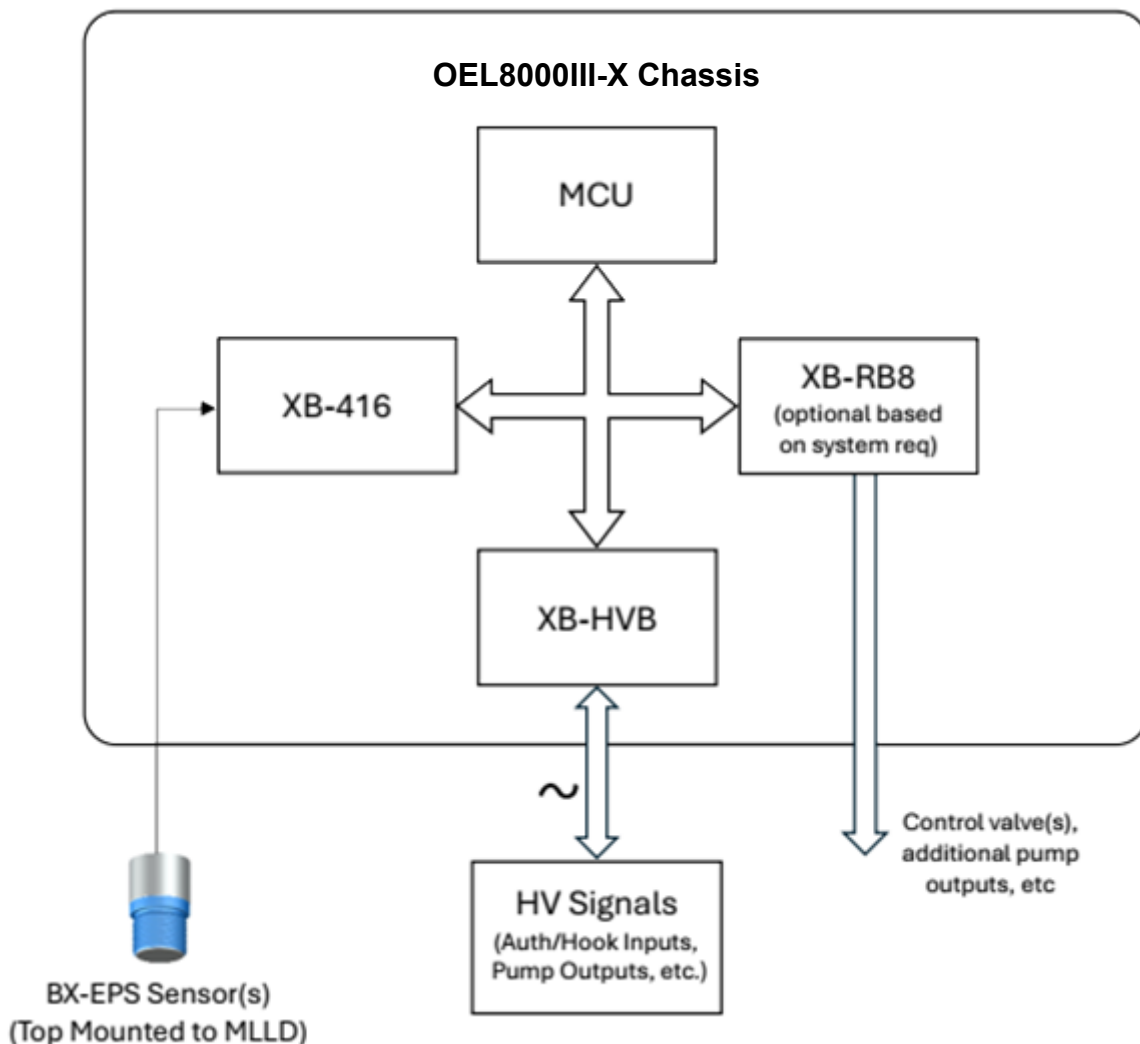 OEL8000III-X Chassis
MCU
XB-416
XB-RB8
(optional based
on system req)
XB-HVB
~
HV Signals
(Auth/Hook Inputs,
Pump Outputs, etc.)
Control valve(s),
additional pump
outputs, etc
BX-EPS Sensor(s)
(Top Mounted to MLLD)